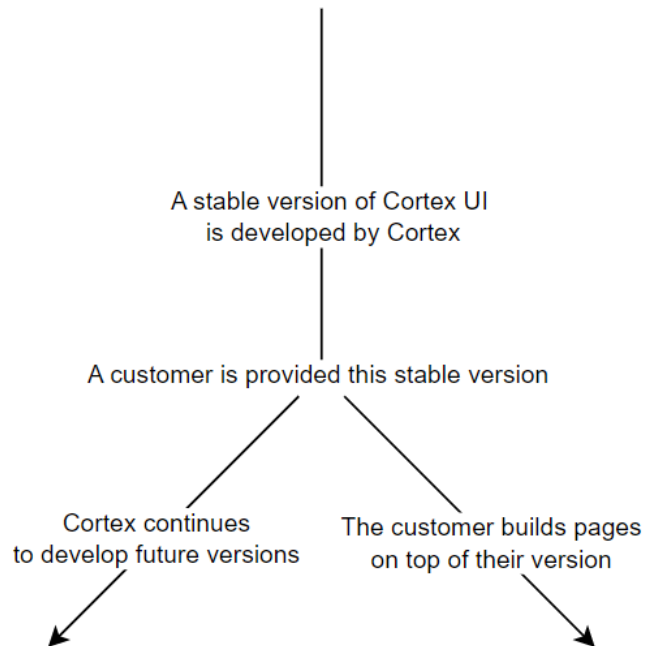 A stable version of Cortex UI
is developed by Cortex
A customer is provided this stable version
Cortex continues
to develop future versions
The customer builds pages
on top of their version